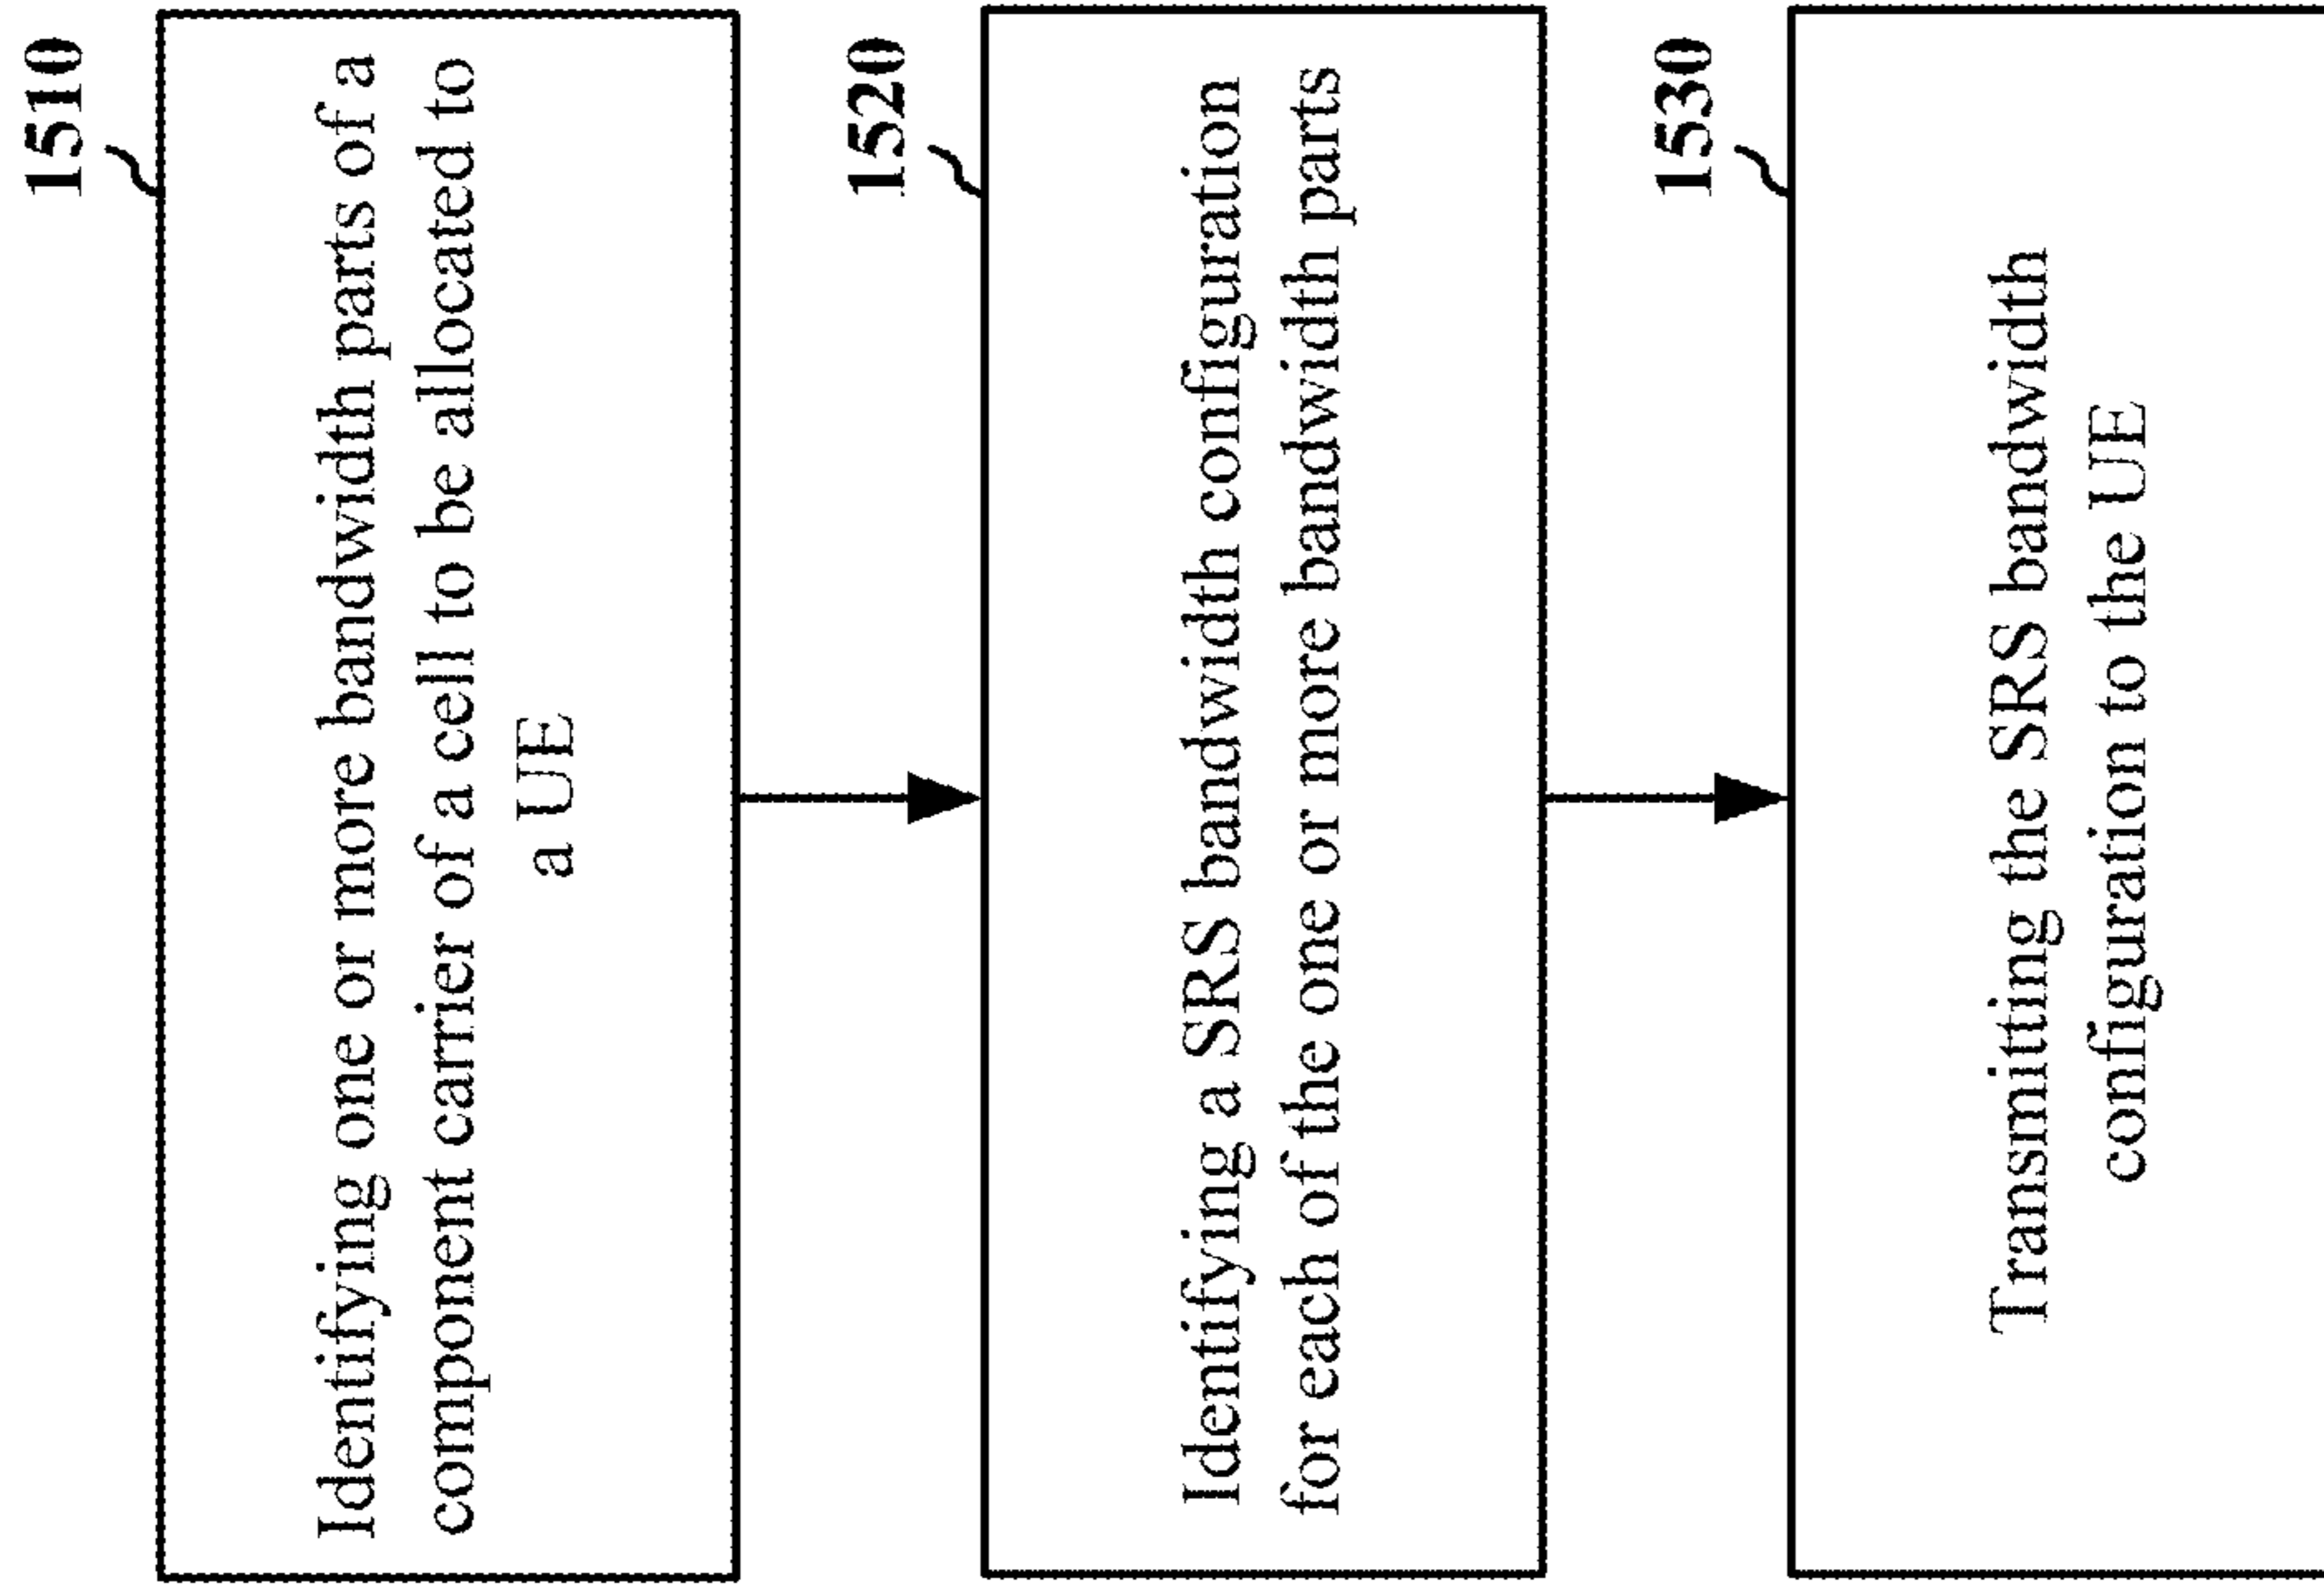 1510
Identifying one or more bandwidth parts of a
component carrier of a cell to be allocated to
a UE
1520
Identifying a SRS bandwidth configuration
for each of the one or more bandwidth parts
1530
Transmitting the SRS bandwidth
configuration to the UE